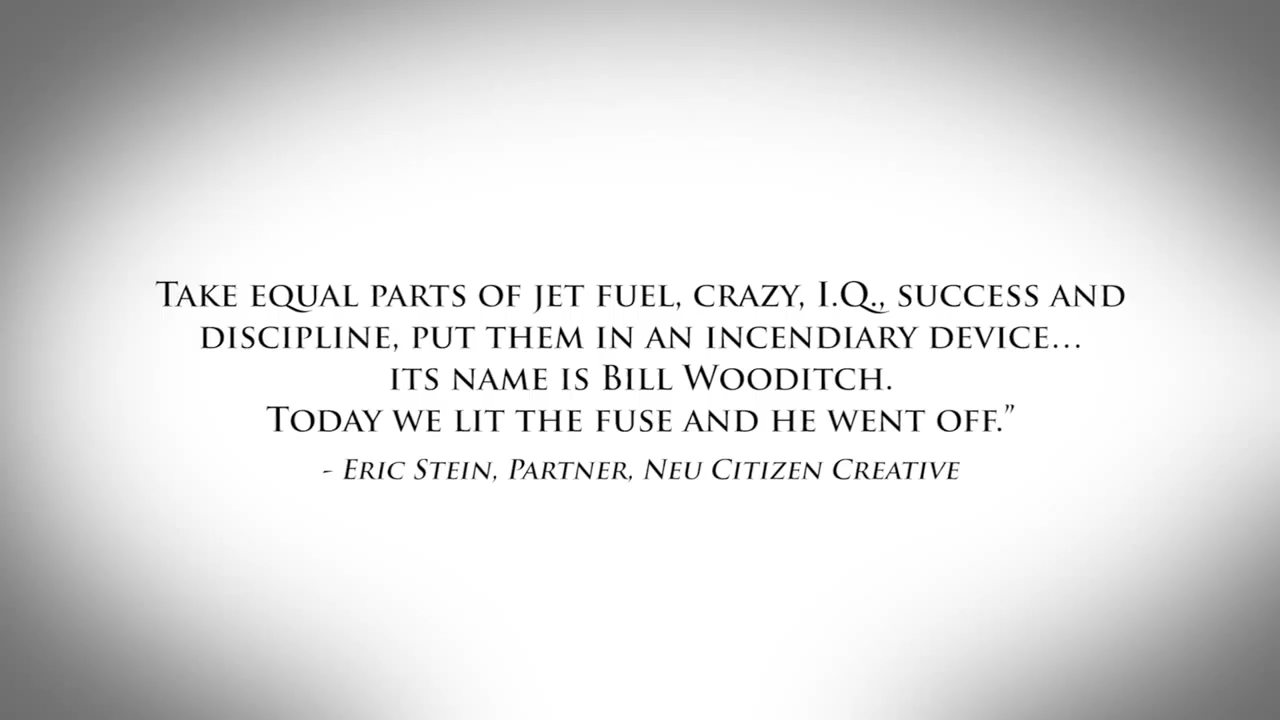 Take equal parts of jet fuel, crazy, I.Q., success and
discipline, put them in an incendiary device...
its name is Bill Wooditch.
Today we lit the fuse and he went off.”
- Eric Stein, Partner, Neu Citizen Creative